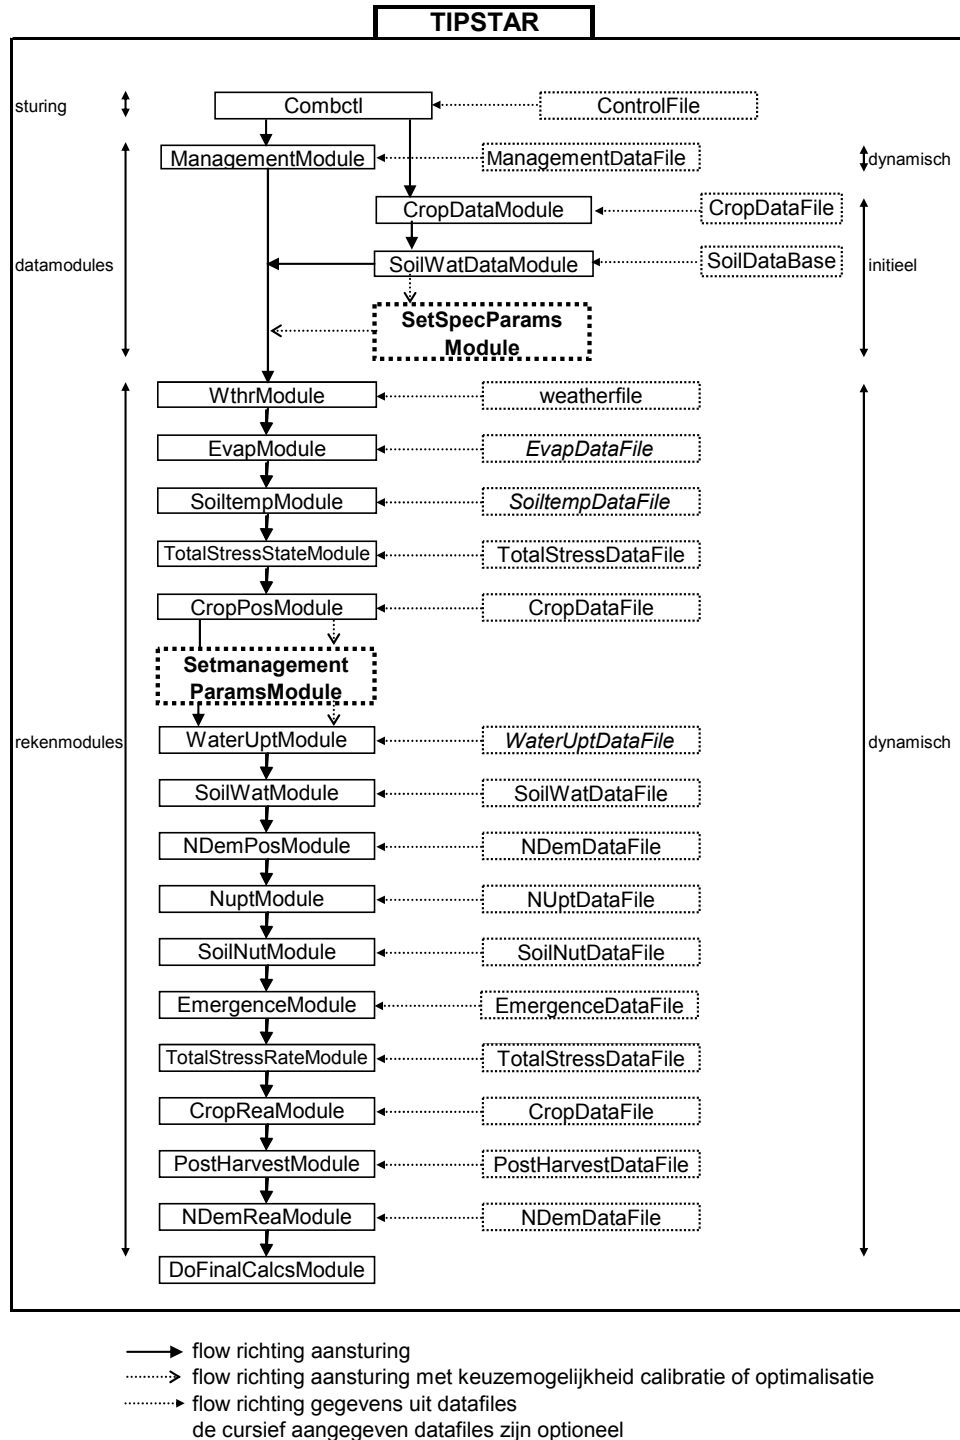 TIPSTAR
sturing
Combctl
ControlFile
ManagementModule
ManagementDataFile
dynamisch
CropDataModule
CropDataFile
datamodules
SoilWatDataModule
SoilDataBase
initieel
SetSpecParams
Module
WthrModule
weatherfile
EvapModule
EvapDataFile
SoiltempModule
SoiltempDataFile
TotalStressStateModule
TotalStressDataFile
CropPosModule
CropDataFile
Setmanagement
ParamsModule
rekenmodules
WaterUptModule
WaterUptDataFile
dynamisch
SoilWatModule
SoilWatDataFile
NDemPosModule
NDemDataFile
NuptModule
NUptDataFile
SoilNutModule
SoilNutDataFile
EmergenceModule
EmergenceDataFile
TotalStressRateModule
TotalStressDataFile
CropReaModule
CropDataFile
PostHarvestModule
PostHarvestDataFile
NDemReaModule
NDemDataFile
DoFinalCalcsModule
flow richting aansturing
flow richting aansturing met keuzemogelijkheid calibratie of optimalisatie
flow richting gegevens uit datafiles
de cursief aangegeven datafiles zijn optioneel